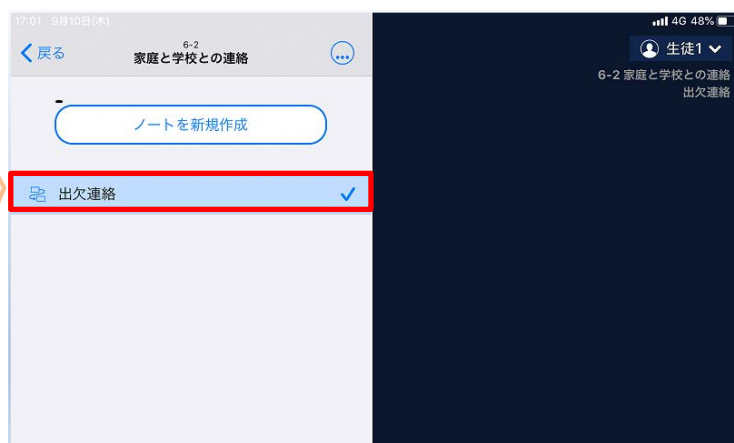 17:01 9月10日(木)
4G 48%
戻る
6-2
家庭と学校との連絡
生徒1
6-2 家庭と学校との連絡
出欠連絡
ノートを新規作成
出欠連絡